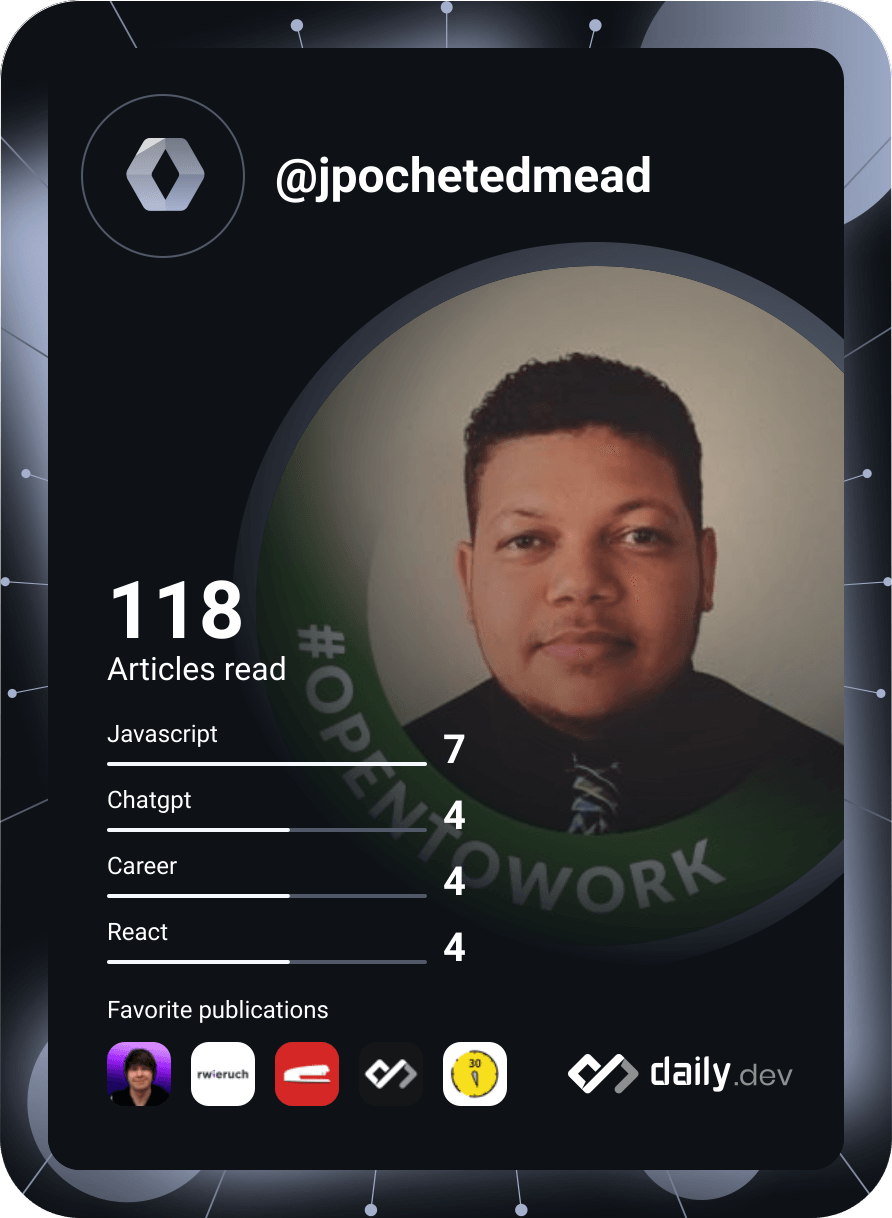 @jpochetedmead
118
Articles read
#OPENTOWORK
Javascript
7
Chatgpt
4
Career
4
React
4
Favorite publications
rwieruch
30
daily.dev